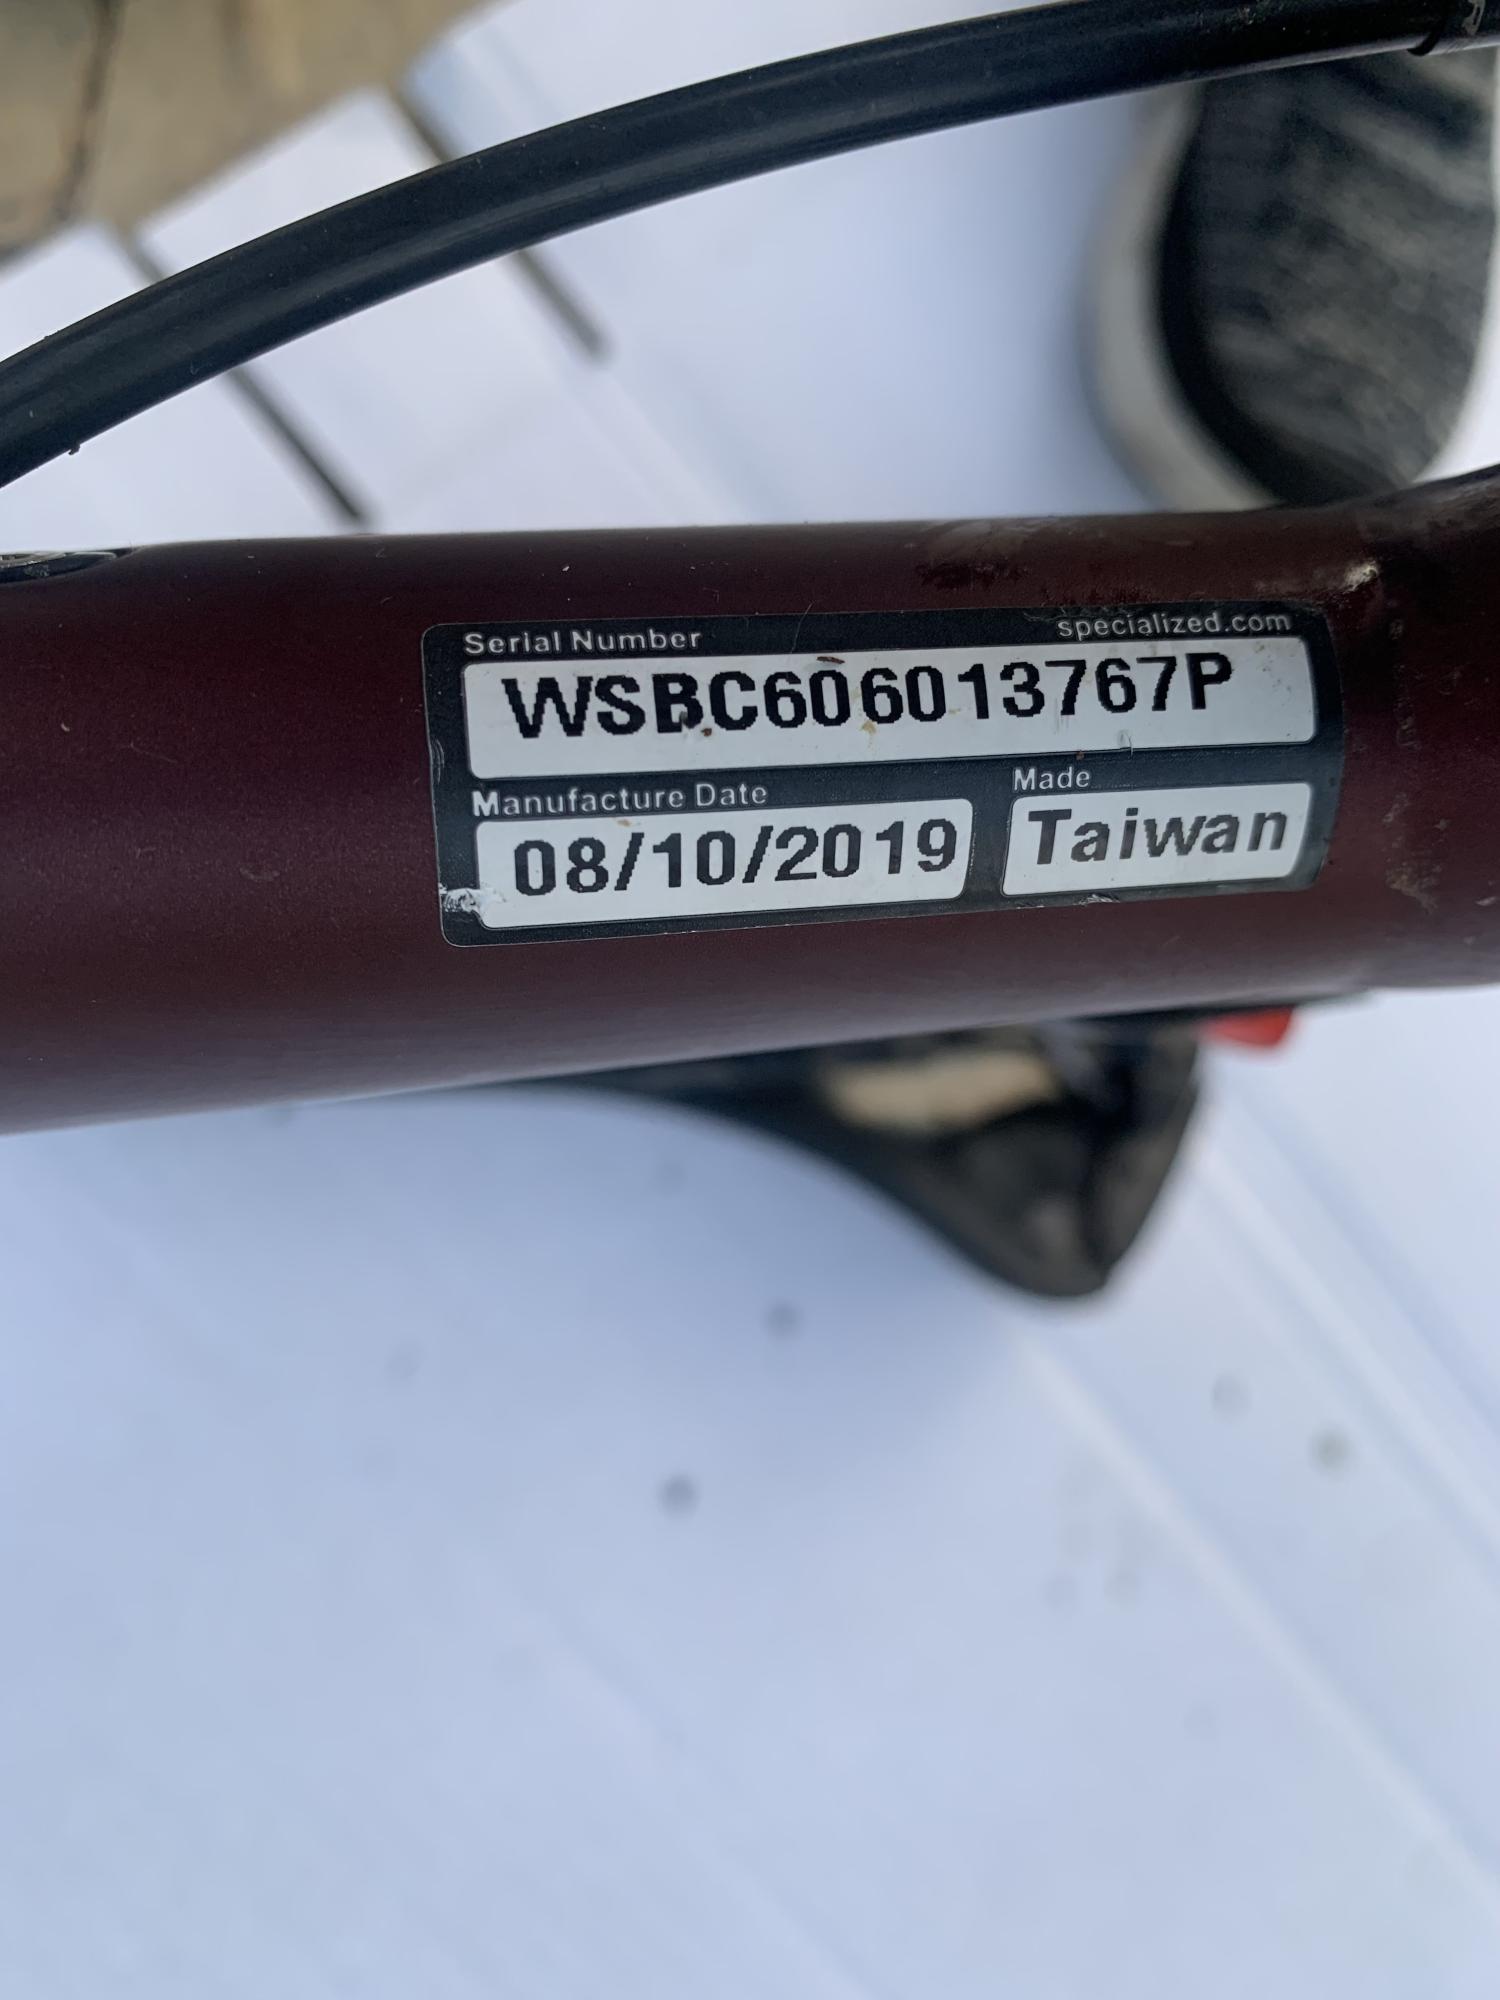 Serial Number specialized.com
WSBC606013767P
Manufacture Date Made
08/10/2019 Taiwan